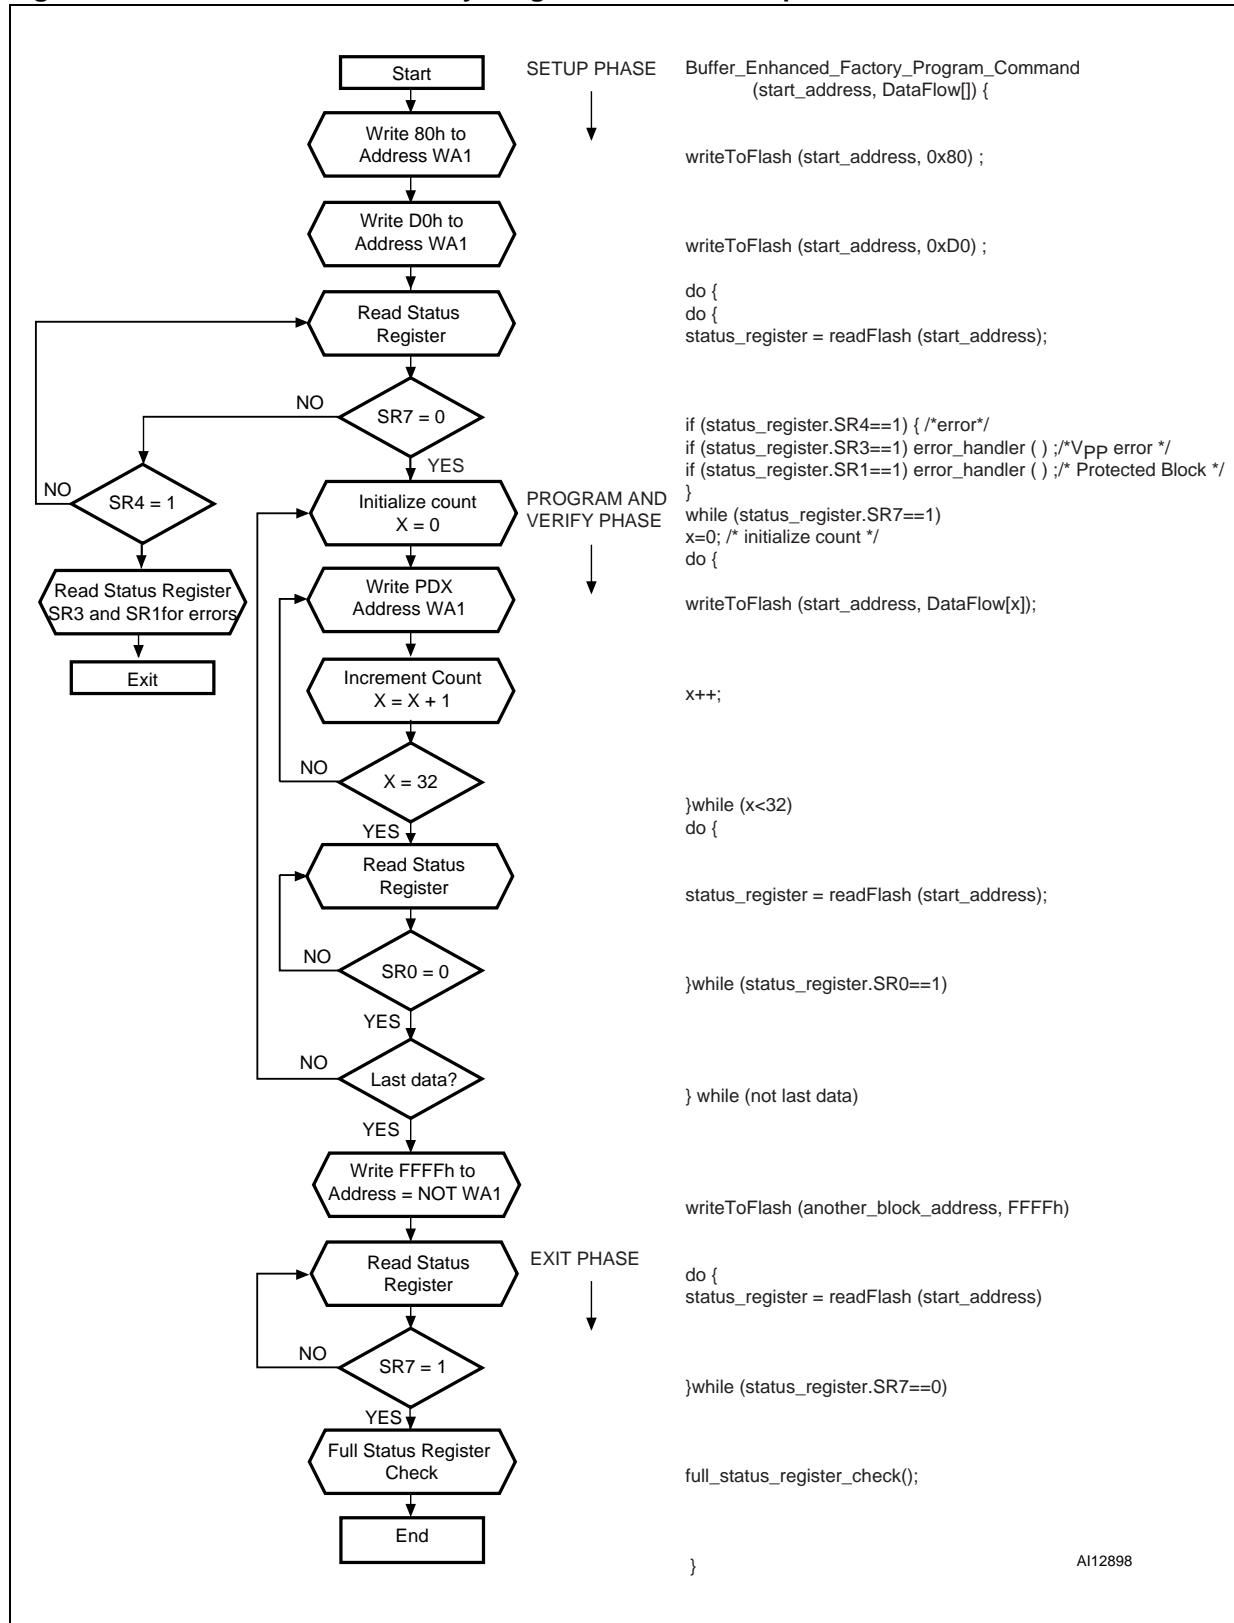 Start
Write 80h to
Address WA1
Write D0h to
Address WA1
Read Status
Register
NO
SR7 = 0
YES
NO
SR4 = 1
Read Status Register
SR3 and SR1for errors
Exit
Initialize count
X = 0
Write PDX
Address WA1
Increment Count
X = X + 1
NO
X = 32
YES
Read Status
Register
NO
SR0 = 0
YES
NO
Last data?
YES
Write FFFFh to
Address = NOT WA1
Read Status
Register
NO
SR7 = 1
YES
Full Status Register
Check
End
SETUP PHASE
PROGRAM AND
VERIFY PHASE
EXIT PHASE
Buffer_Enhanced_Factory_Program_Command
(start_address, DataFlow[]) {
writeToFlash (start_address, 0x80) ;
writeToFlash (start_address, 0xD0) ;
do {
do {
status_register = readFlash (start_address);
if (status_register.SR4==1) { /*error*/
if (status_register.SR3==1) error_handler ( ) ;/*VPP error */
if (status_register.SR1==1) error_handler ( ) ;/* Protected Block */
}
while (status_register.SR7==1)
x=0; /* initialize count */
do {
writeToFlash (start_address, DataFlow[x]);
x++;
}while (x<32)
do {
status_register = readFlash (start_address);
}while (status_register.SR0==1)
} while (not last data)
writeToFlash (another_block_address, FFFFh)
do {
status_register = readFlash (start_address)
}while (status_register.SR7==0)
full_status_register_check();
}
AI12898